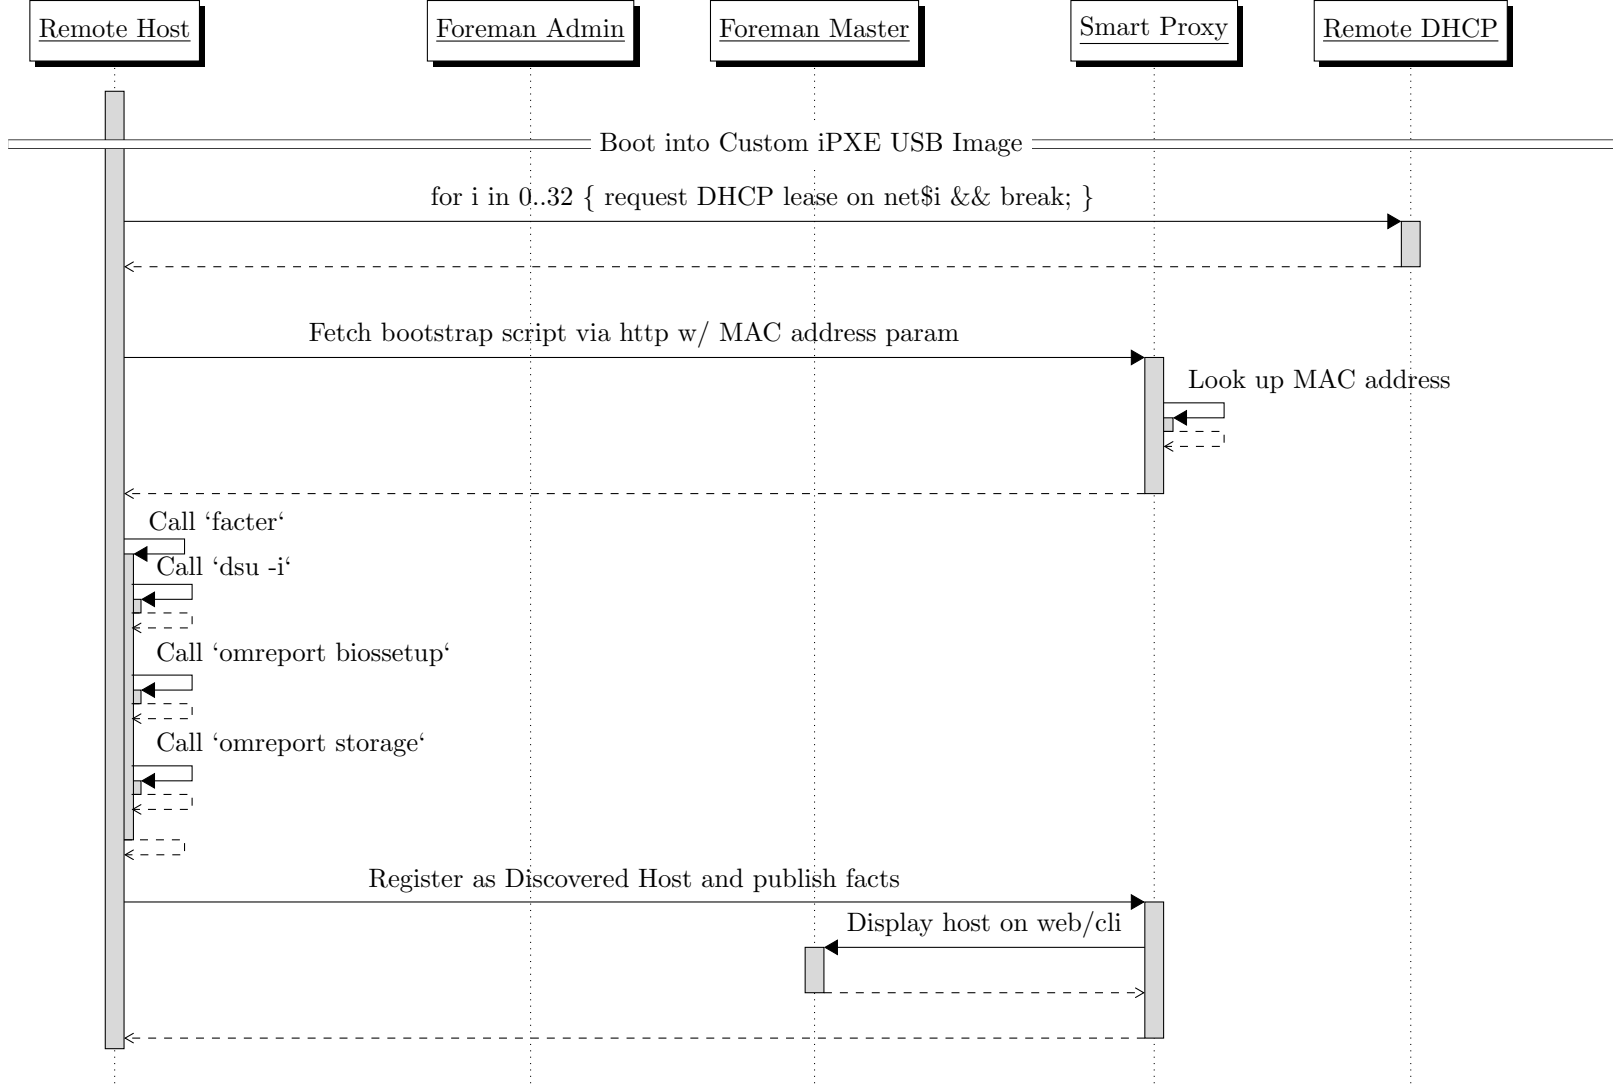 Remote Host
Foreman Admin
Foreman Master
Smart Proxy
Remote DHCP
Boot into Custom iPXE USB Image
for i in 0..32 { request DHCP lease on net$i && break; }
Fetch bootstrap script via http w/ MAC address param
Look up MAC address
Call ‘facter‘
Call ‘dsu -i‘
Call ‘omreport biossetup‘
Call ‘omreport storage‘
Register as Discovered Host and publish facts
Display host on web/cli